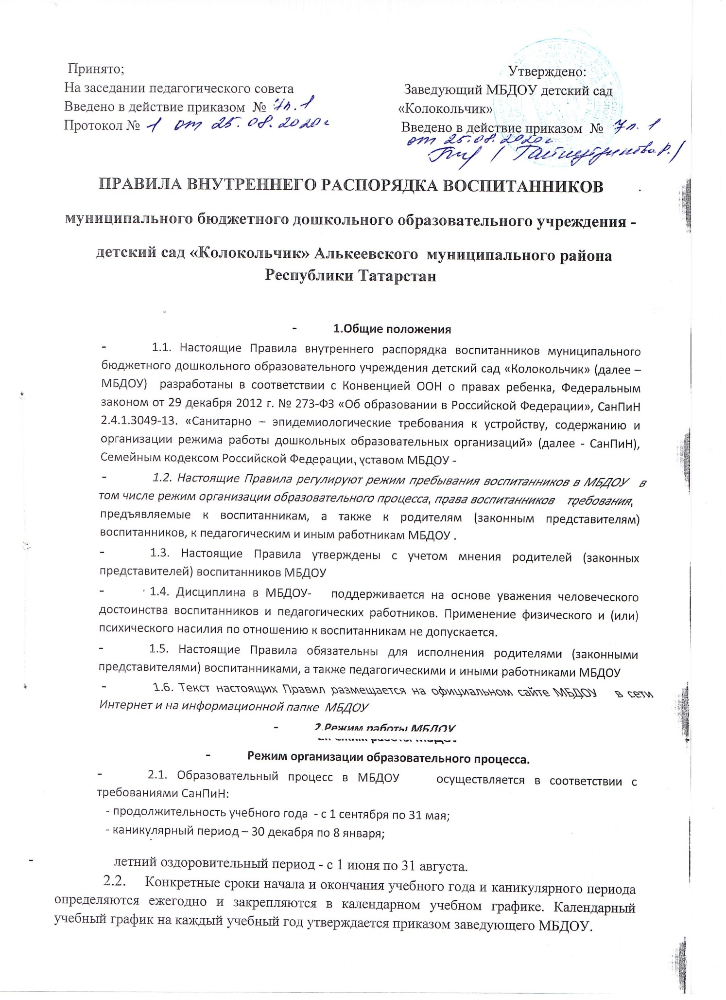 Принято;
На заседании педагогического совета
Введено в действие приказом № 7п.1
Протокол № 1 от 25.08.2020г
Утверждено:
Заведующий МБДОУ детский сад
«Колокольчик»
Введено в действие приказом № 7п.1
от 25.08.2020г.
ПРАВИЛА ВНУТРЕННЕГО РАСПОРЯДКА ВОСПИТАННИКОВ
муниципального бюджетного дошкольного образовательного учреждения -
детский сад «Колокольчик» Алькеевского муниципального района
Республики Татарстан
- 1.Общие положения
- 1.1. Настоящие Правила внутреннего распорядка воспитанников муниципального
бюджетного дошкольного образовательного учреждения детский сад «Колокольчик» (далее –
МБДОУ) разработаны в соответствии с Конвенцией ООН о правах ребенка, Федеральным
законом от 29 декабря 2012 г. № 273-ФЗ «Об образовании в Российской Федерации», СанПиН
2.4.1.3049-13. «Санитарно – эпидемиологические требования к устройству, содержанию и
организации режима работы дошкольных образовательных организаций» (далее - СанПиН),
Семейным кодексом Российской Федерации, уставом МБДОУ -
- 1.2. Настоящие Правила регулируют режим пребывания воспитанников в МБДОУ в
том числе режим организации образовательного процесса, права воспитанников требования,
предъявляемые к воспитанникам, а также к родителям (законным представителям)
воспитанников, к педагогическим и иным работникам МБДОУ .
- 1.3. Настоящие Правила утверждены с учетом мнения родителей (законных
представителей) воспитанников МБДОУ
- 1.4. Дисциплина в МБДОУ- поддерживается на основе уважения человеческого
достоинства воспитанников и педагогических работников. Применение физического и (или)
психического насилия по отношению к воспитанникам не допускается.
- 1.5. Настоящие Правила обязательны для исполнения родителями (законными
представителями) воспитанниками, а также педагогическими и иными работниками МБДОУ
- 1.6. Текст настоящих Правил размещается на официальном сайте МБДОУ в сети
Интернет и на информационной папке МБДОУ
- 2.Режим работы МБДОУ
- Режим организации образовательного процесса.
- 2.1. Образовательный процесс в МБДОУ осуществляется в соответствии с
требованиями СанПиН:
- продолжительность учебного года - с 1 сентября по 31 мая;
- каникулярный период – 30 декабря по 8 января;
- летний оздоровительный период - с 1 июня по 31 августа.
2.2. Конкретные сроки начала и окончания учебного года и каникулярного периода
определяются ежегодно и закрепляются в календарном учебном графике. Календарный
учебный график на каждый учебный год утверждается приказом заведующего МБДОУ.